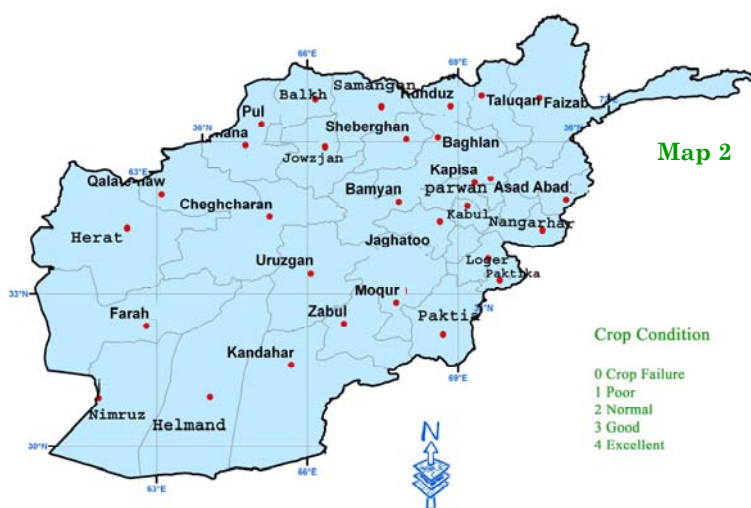 66°E
69°E
Samangan
Balkh
Kunduz
Taluqan
Faizab
72°E
Pul
36°N
Sheberghan
Baghlan
36°N
Jowzjan
Map 2
63°E
Qala
naw
Kapisa
Bamyan
parwan
Asad Abad
Cheghcharan
Kabul
Nangarhar
Herat
Jaghatoo
Uruzgan
Loger
Paktika
33°N
Moqur
Farah
Zabul
Paktia
Crop Condition
Kandahar
69°E
0 Crop Failure
1 Poor
2 Normal
3 Good
4 Excellent
Nimruz
Helmand
N
30°N
66°E
63°E